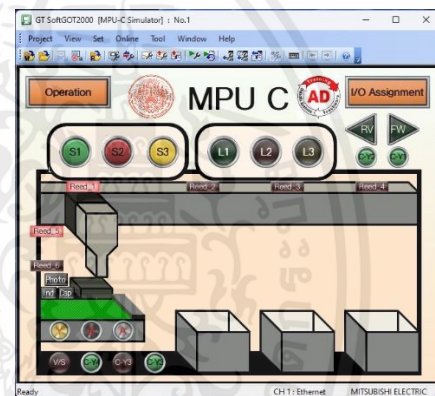 GT SoftGOT2000 [MPU-C Simulator] : No.1
Project View Set Online Tool Window Help
Operation
MPU C
AD
I/O Assignment
RV FW
S1 S2 S3 L1 L2 L3
Reed_1 Reed_2 Reed_3 Reed_4
Reed_5
Reed_6
Photo
Ind Cap
V/S C-Y4 C-Y3
Ready CH 1 : Ethernet MITSUBISHI ELECTRIC